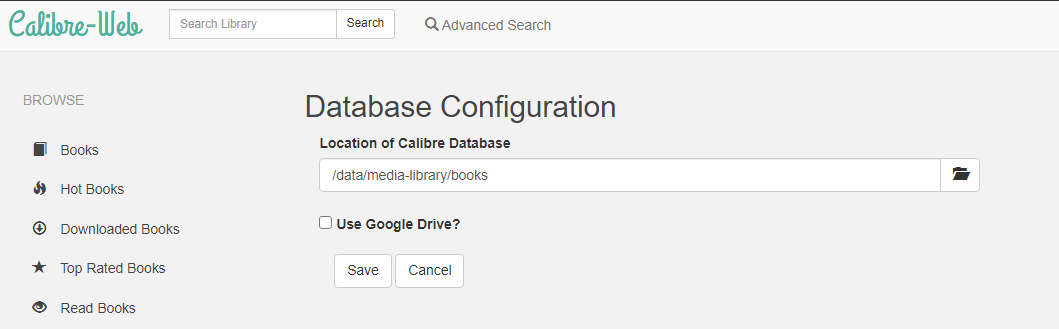 Calibre-Web
Search Library
Search
Advanced Search
BROWSE
Books
Hot Books
Downloaded Books
Top Rated Books
Read Books
Database Configuration
Location of Calibre Database
/data/media-library/books
Use Google Drive?
Save
Cancel